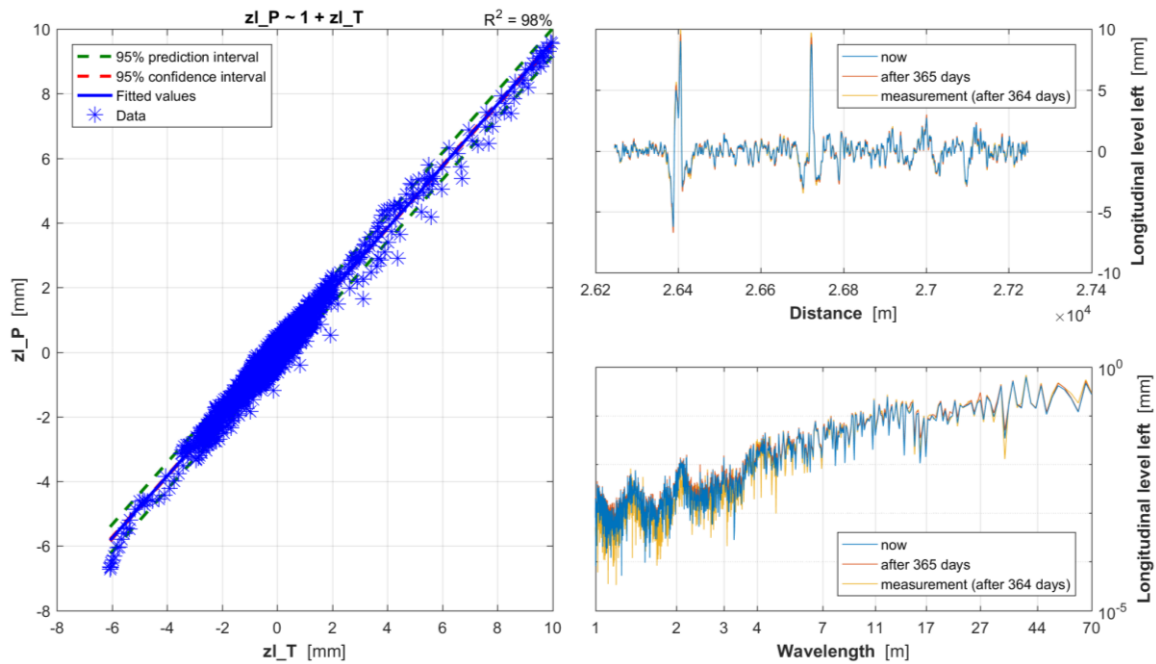 zl_P ~ 1 + zl_T
R² = 98%
10
8
6
4
2
0
-2
-4
-6
-8
zl_P [mm]
95% prediction interval
95% confidence interval
Fitted values
Data
-8 -6 -4 -2 0 2 4 6 8 10
zl_T [mm]
now
after 365 days
measurement (after 364 days)
10
5
0
-5
-10
Longitudinal level left [mm]
2.62 2.64 2.66 2.68 2.7 2.72 2.74
×10⁴
Distance [m]
10⁰
10⁻⁵
Longitudinal level left [mm]
now
after 365 days
measurement (after 364 days)
1 2 3 4 7 11 17 27 44 70
Wavelength [m]